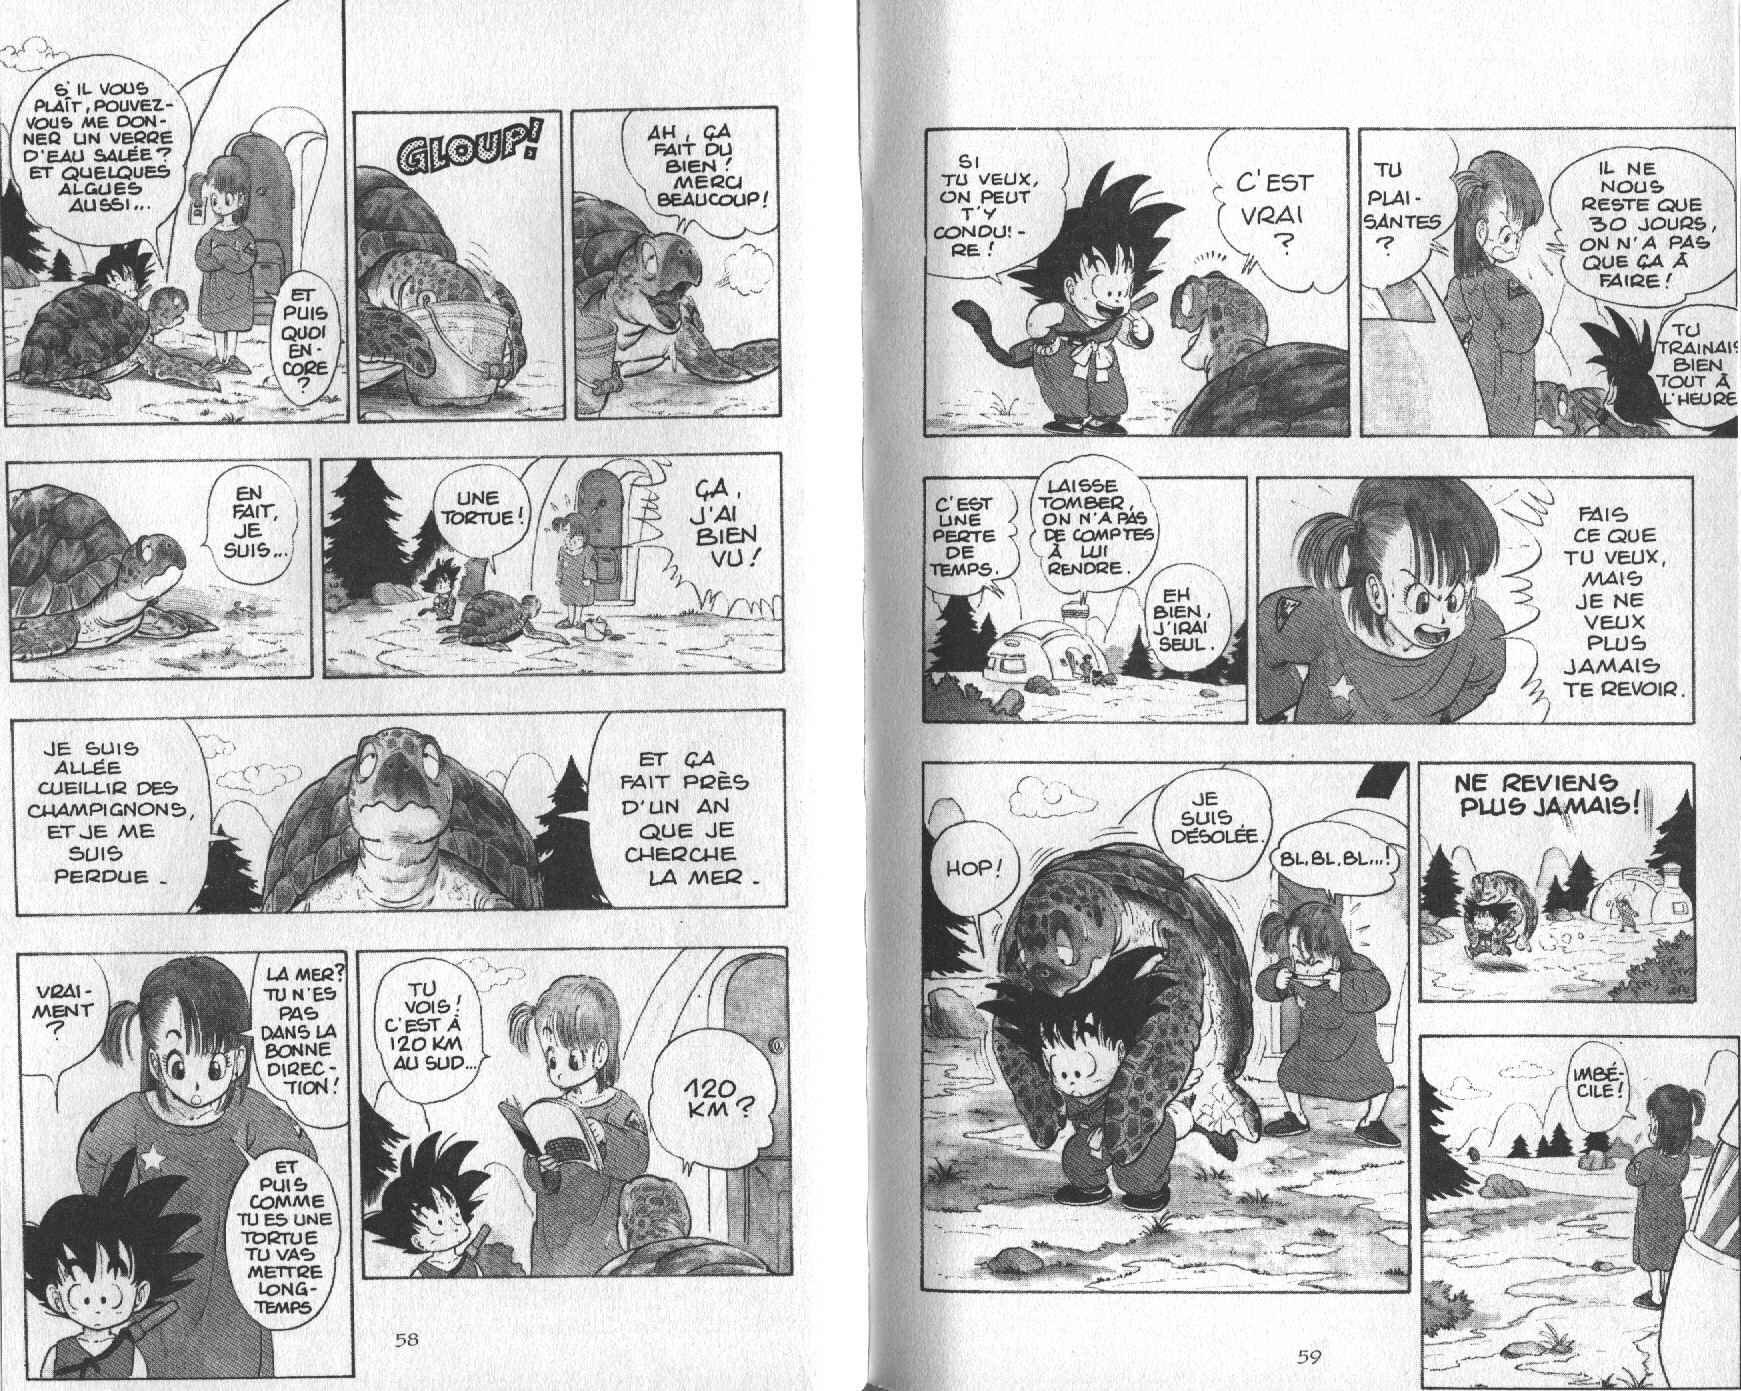 S'IL VOUS
PLAÎT, POUVEZ-
VOUS ME DON-
NER UN VERRE
D'EAU SALÉE?
ET QUELQUES
ALGUES
AUSSI...
ET
PUIS
QUOI
EN-
CORE
?
GLOUP!
AH, ÇA
FAIT DU
BIEN!
MERCI
BEAUCOUP!
EN
FAIT,
JE
SUIS...
UNE
TORTUE!
ÇA,
J'AI
BIEN
VU!
JE SUIS
ALLÉE
CUEILLIR DES
CHAMPIGNONS,
ET JE ME
SUIS
PERDUE.
ET ÇA
FAIT PRÈS
D'UN AN
QUE JE
CHERCHE
LA MER.
VRAI-
MENT
?
LA MER?
TU N'ES
PAS
DANS LA
BONNE
DIREC-
TION!
ET
PUIS
COMME
TU ES UNE
TORTUE
TU VAS
METTRE
LONG-
TEMPS
TU
VOIS!
C'EST À
120 KM
AU SUD...
120
KM?
58
SI
TU VEUX,
ON PEUT
T'Y
CONDUI-
RE!
C'EST
VRAI
?
TU
PLAI-
SANTES
?
IL NE
NOUS
RESTE QUE
30 JOURS,
ON N'A PAS
QUE ÇA À
FAIRE!
TU
TRAINAIS
BIEN
TOUT À
L'HEURE
C'EST
UNE
PERTE
DE
TEMPS.
LAISSE
TOMBER,
ON N'A PAS
DE COMPTES
À LUI
RENDRE.
EH
BIEN,
J'IRAI
SEUL.
FAIS
CE QUE
TU VEUX,
MAIS
JE NE
VEUX
PLUS
JAMAIS
TE REVOIR.
HOP!
JE
SUIS
DÉSOLÉE.
BL,BL,BL...!
NE REVIENS
PLUS JAMAIS!
IMBÉ-
CILE!
59